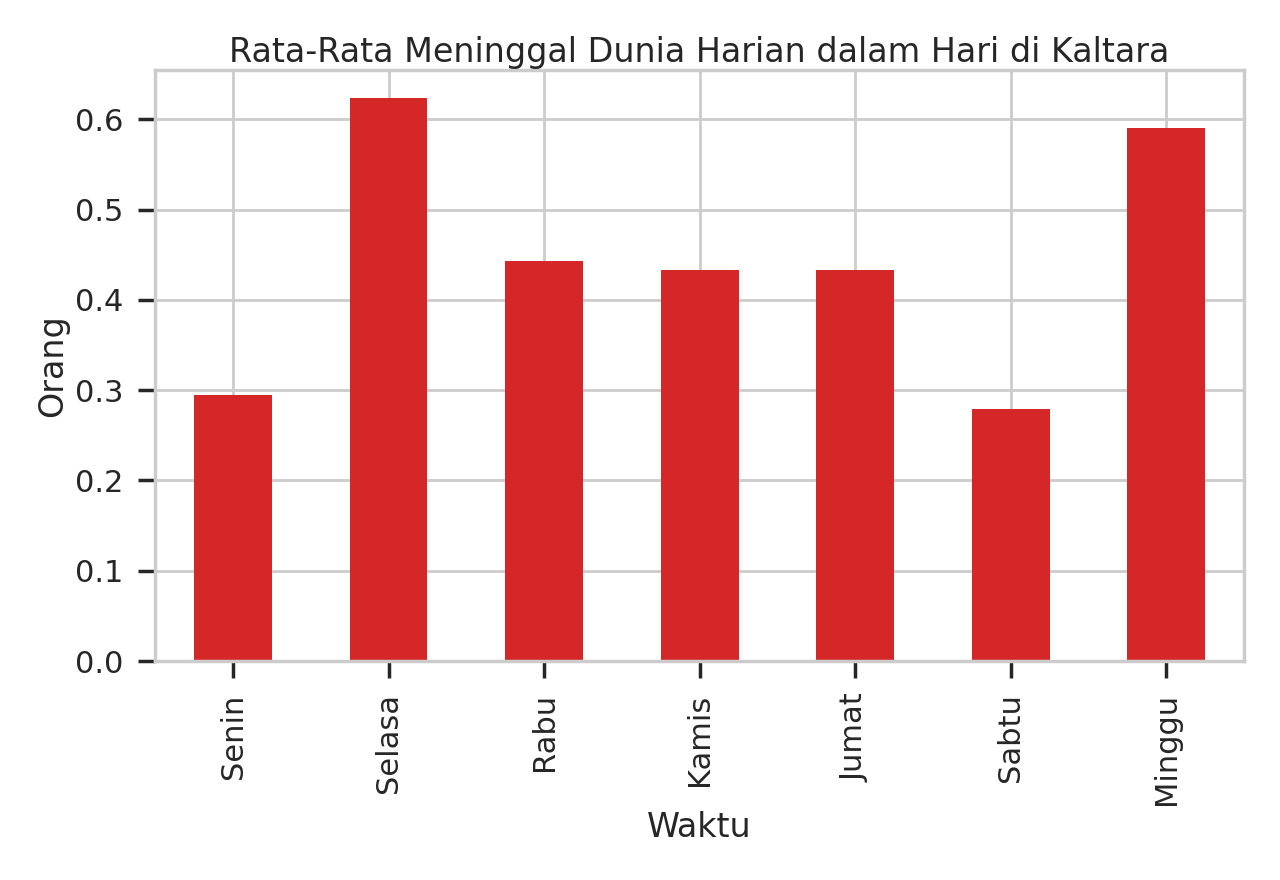 Rata-Rata Meninggal Dunia Harian dalam Hari di Kaltara
0.6
0.5
0.4
0.3
0.2
0.1
0.0
Orang
Senin
Selasa
Rabu
Kamis
Jumat
Sabtu
Minggu
Waktu